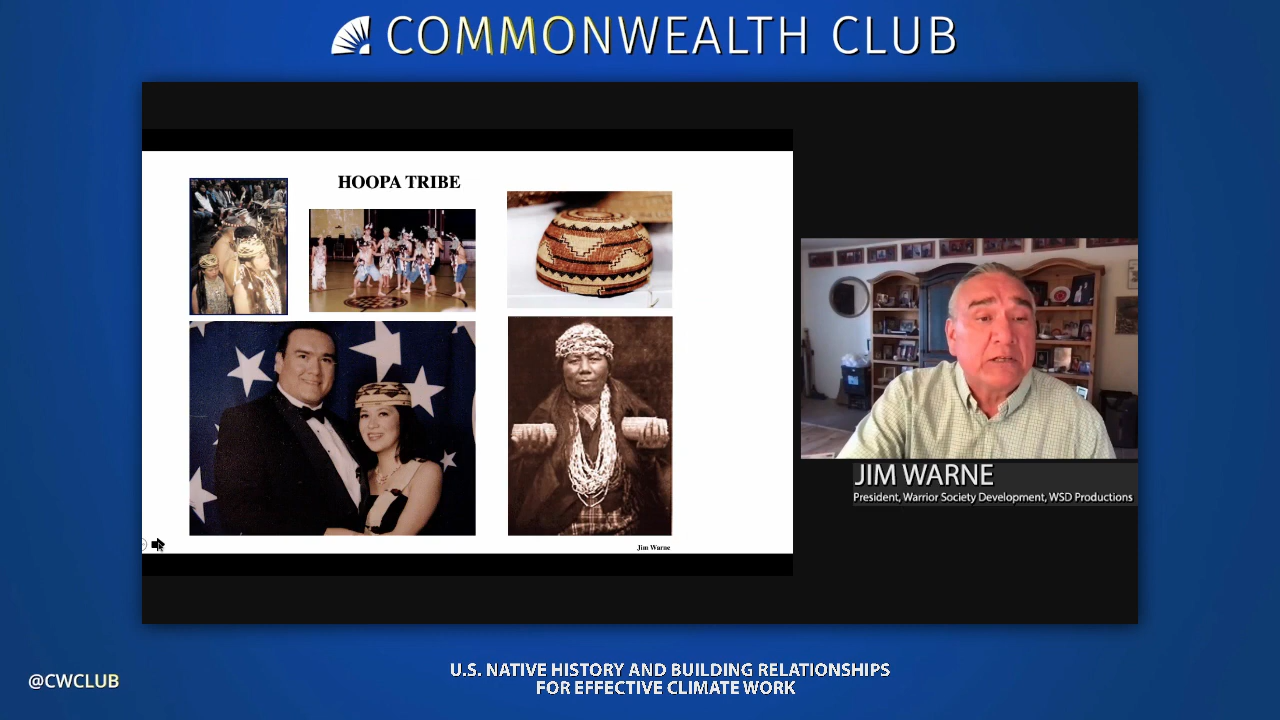 COMMONWEALTH CLUB
HOOPA TRIBE
Jim Warne
JIM WARNE
President, Warrior Society Development, WSD Productions
@CWCLUB
U.S. NATIVE HISTORY AND BUILDING RELATIONSHIPS
FOR EFFECTIVE CLIMATE WORK